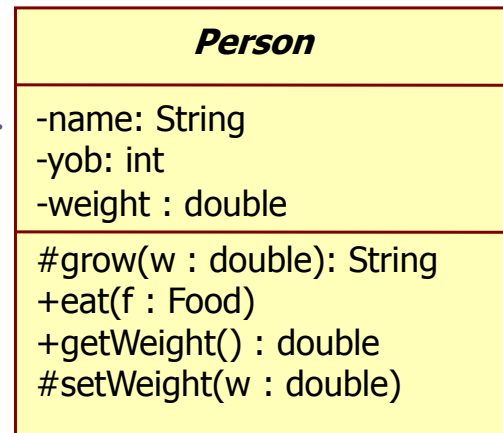 Person
-name: String
-yob: int
-weight : double
#grow(w : double): String
+eat(f : Food)
+getWeight() : double
#setWeight(w : double)